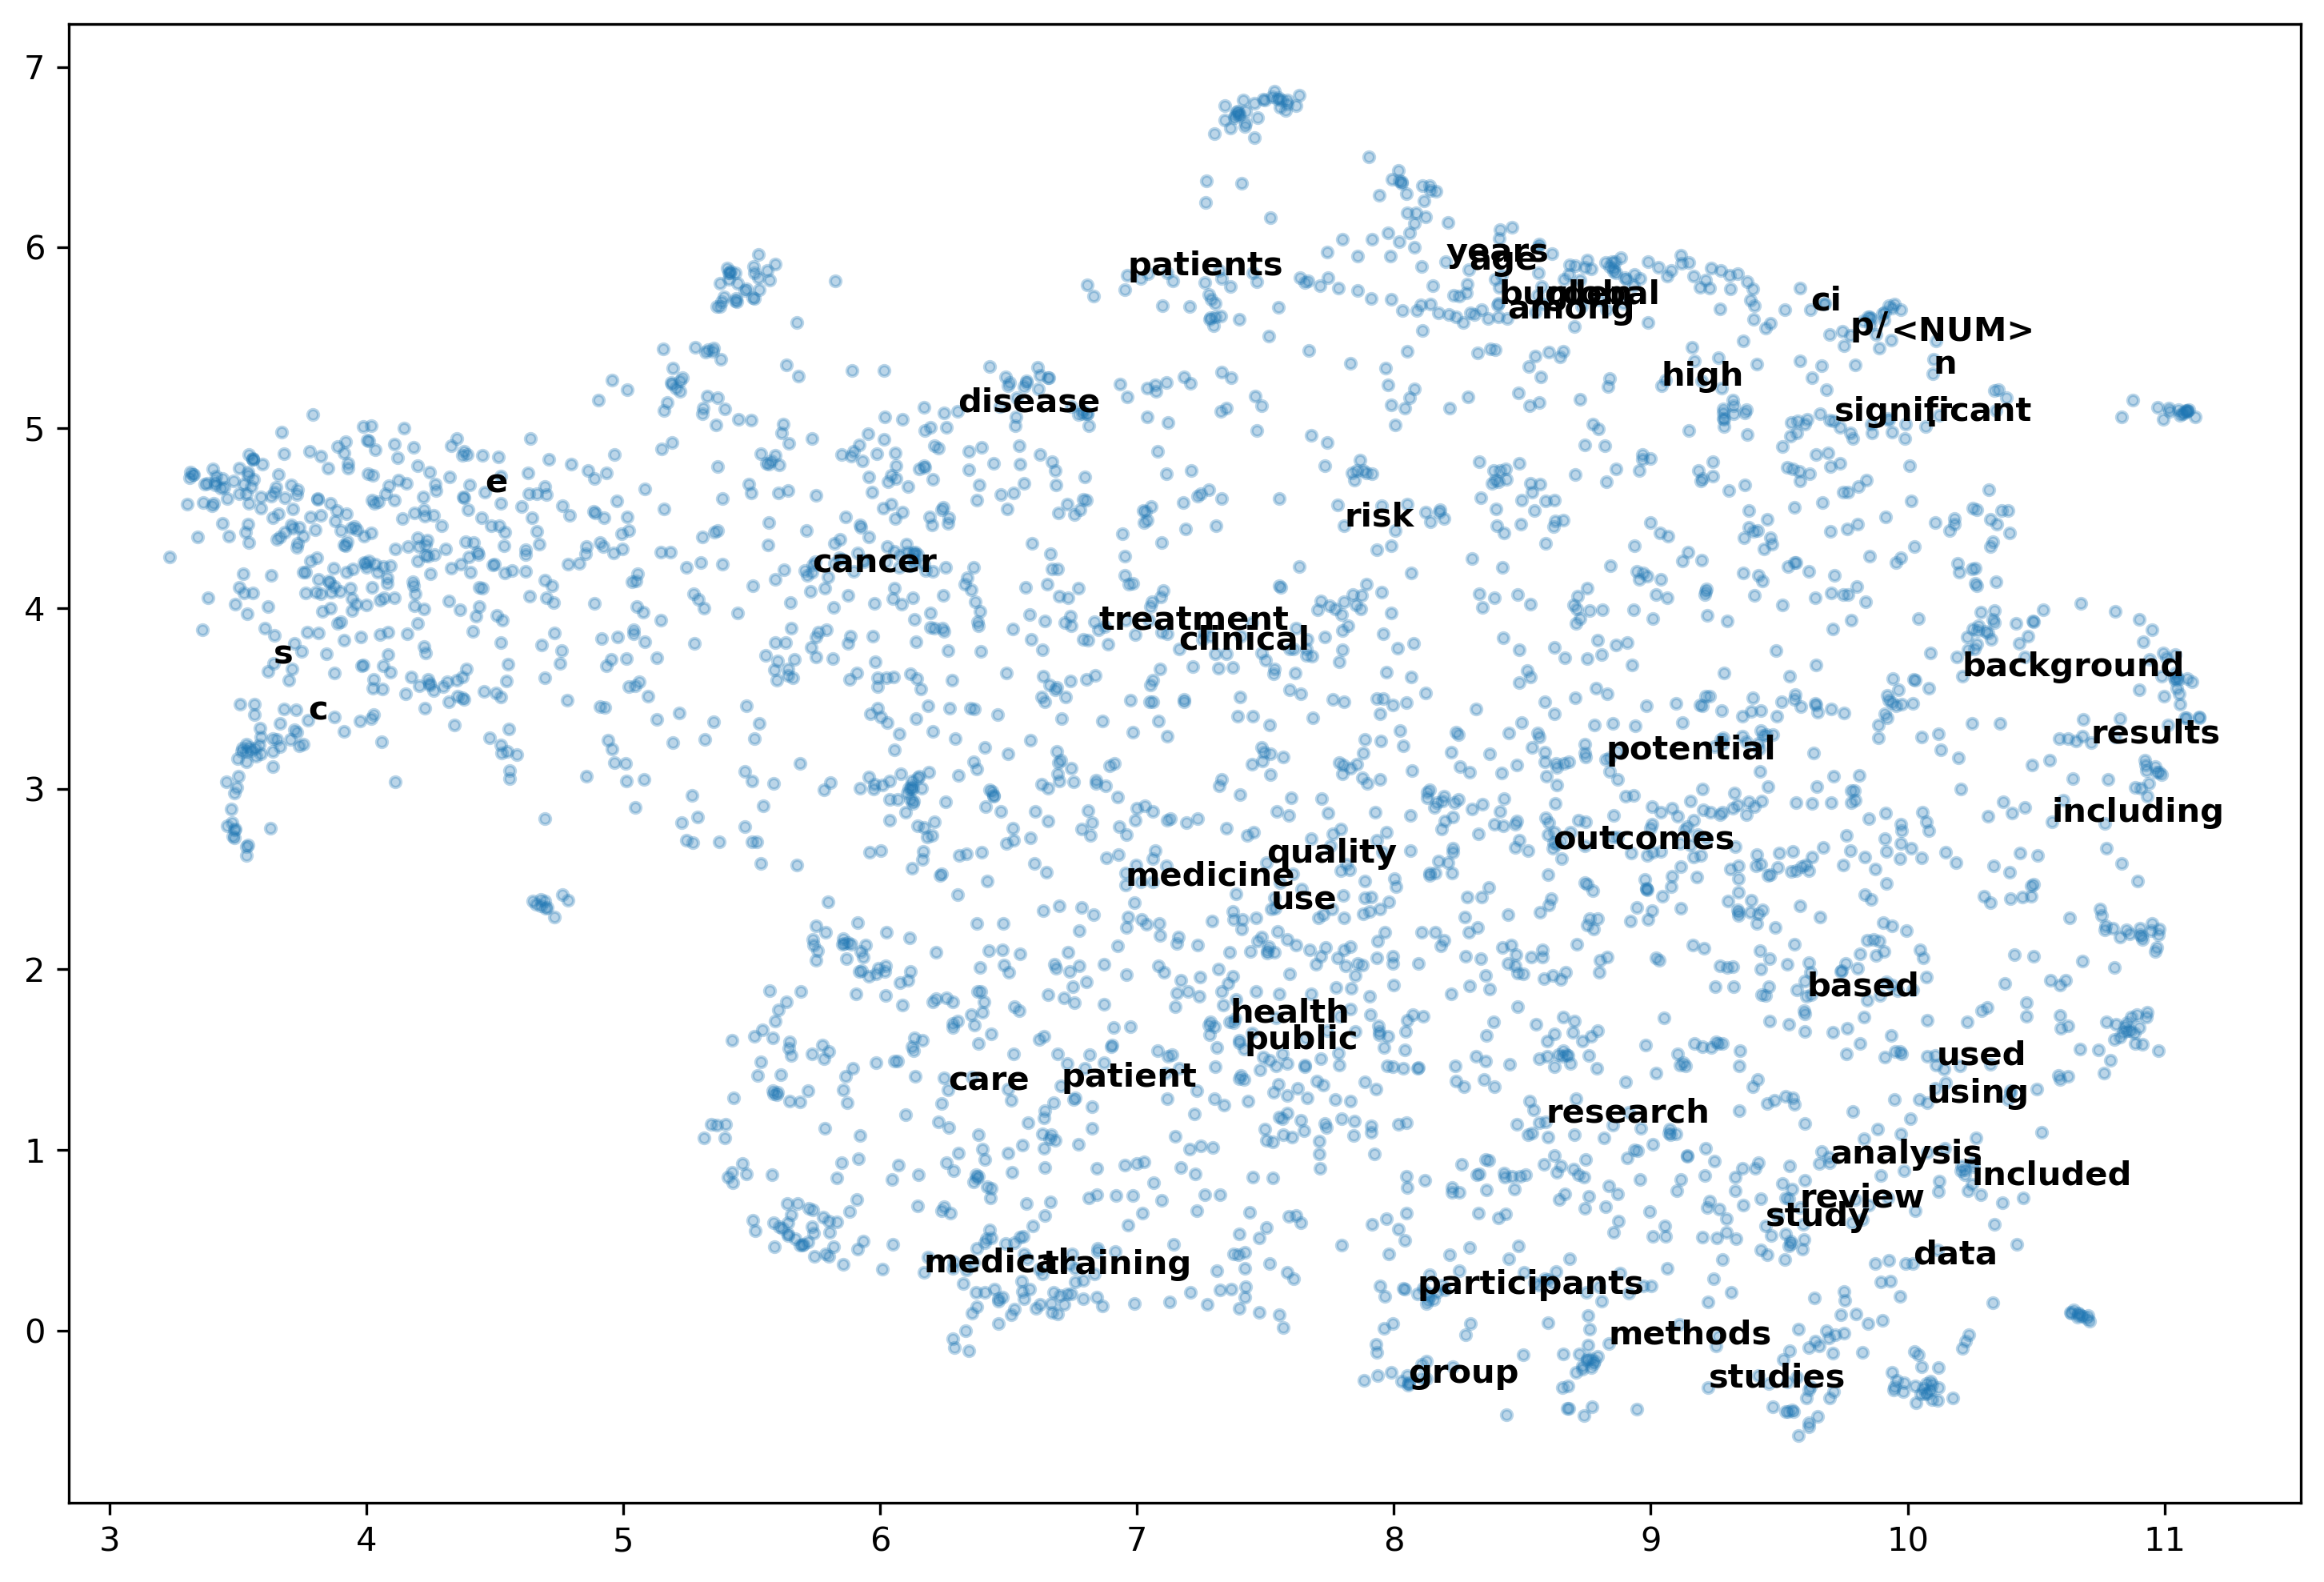 7
6
5
4
3
2
1
0
patients
years
age
burden
global
among
ci
p
/
<NUM>
n
high
disease
significant
e
risk
cancer
treatment
clinical
s
background
c
results
potential
including
outcomes
quality
medicine
use
based
health
public
used
care
patient
using
research
analysis
included
review
study
data
medical
training
participants
methods
group
studies
3 4 5 6 7 8 9 10 11